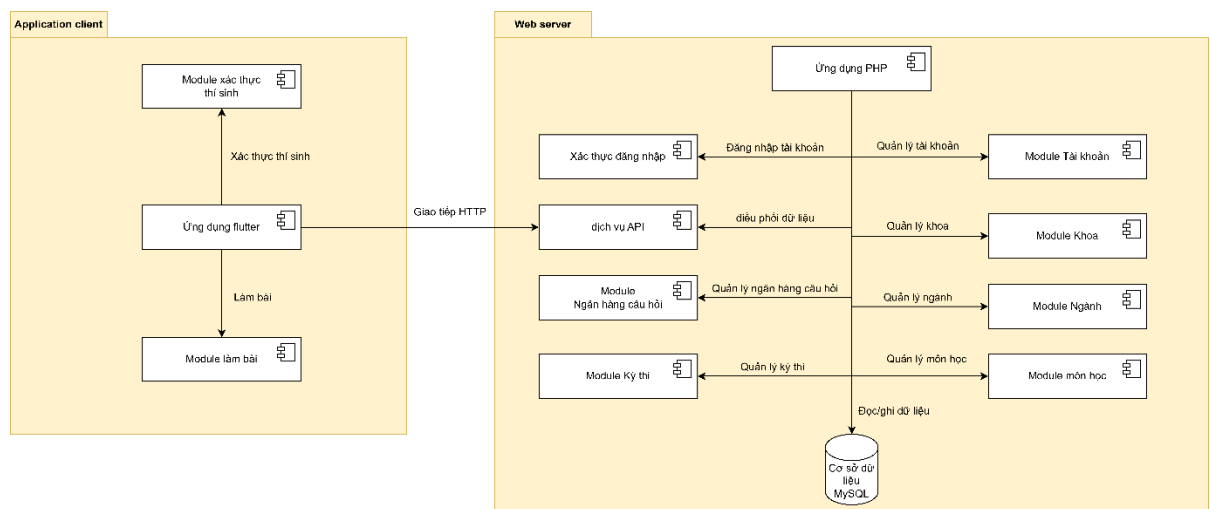 Application client
Module xác thực
thí sinh
Xác thực thí sinh
Ứng dụng flutter
Làm bài
Module làm bài
Giao tiếp HTTP
Web server
Ứng dụng PHP
Xác thực đăng nhập
Đăng nhập tài khoản
Quản lý tài khoản
Module Tài khoản
dịch vụ API
điều phối dữ liệu
Quản lý khoa
Module Khoa
Module
Ngân hàng câu hỏi
Quản lý ngân hàng câu hỏi
Quản lý ngành
Module Ngành
Module Kỳ thi
Quản lý kỳ thi
Quản lý môn học
Module môn học
Đọc/ghi dữ liệu
Cơ sở dữ
liệu
MySQL